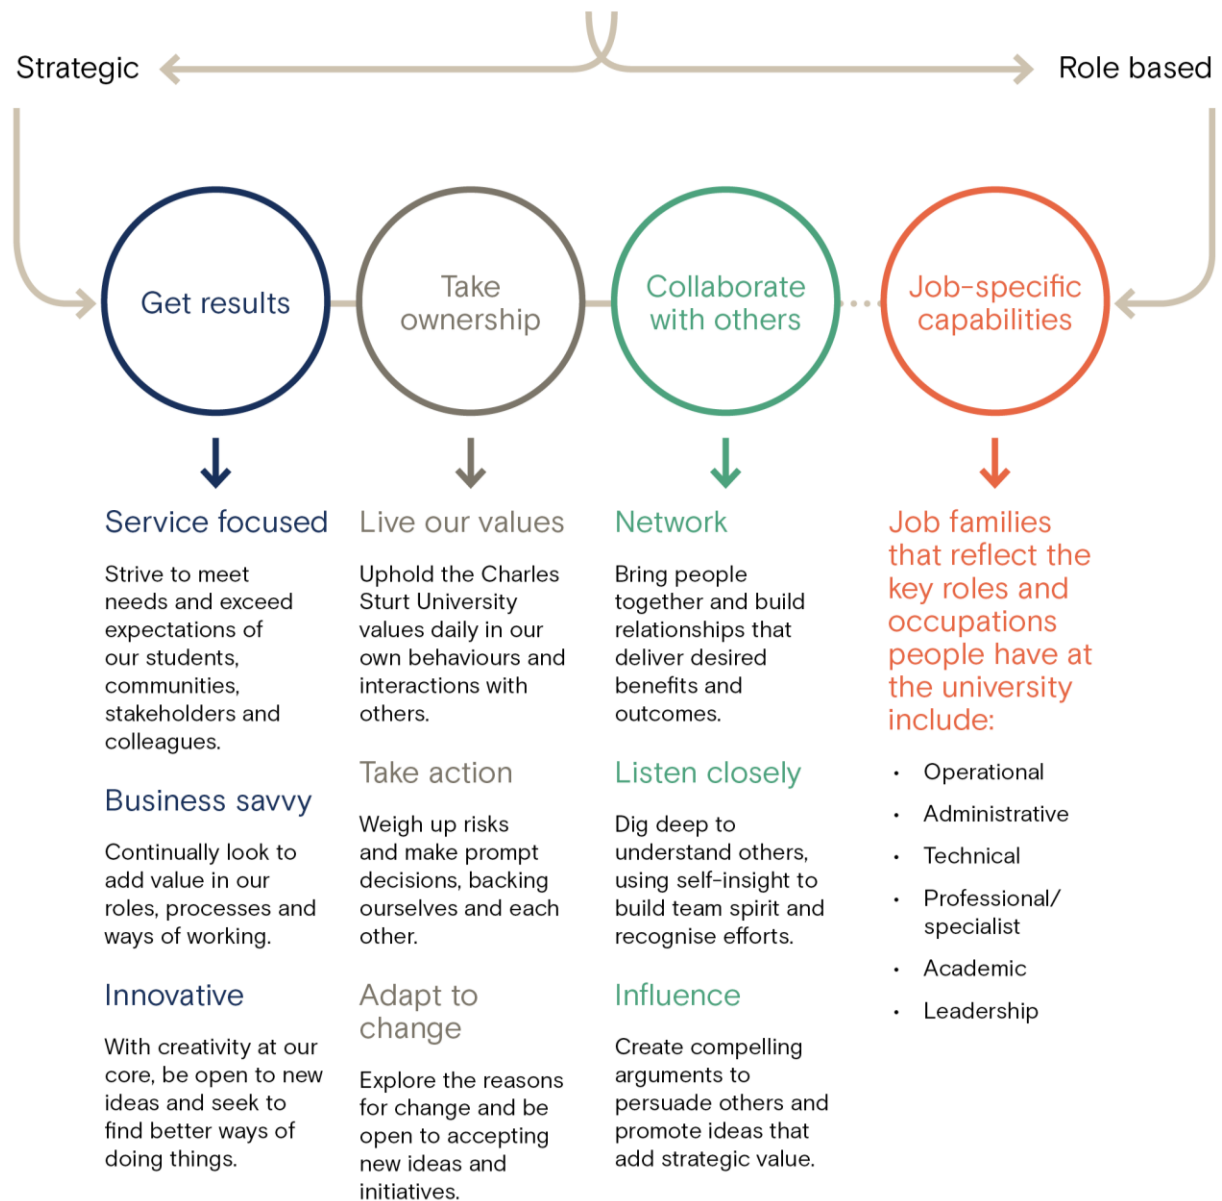 Strategic
Role based
Get results
Take
ownership
Collaborate
with others
Job-specific
capabilities
Service focused
Strive to meet
needs and exceed
expectations of
our students,
communities,
stakeholders and
colleagues.
Business savvy
Continually look to
add value in our
roles, processes and
ways of working.
Innovative
With creativity at our
core, be open to new
ideas and seek to
find better ways of
doing things.
Live our values
Uphold the Charles
Sturt University
values daily in our
own behaviours and
interactions with
others.
Take action
Weigh up risks
and make prompt
decisions, backing
ourselves and each
other.
Adapt to
change
Explore the reasons
for change and be
open to accepting
new ideas and
initiatives.
Network
Bring people
together and build
relationships that
deliver desired
benefits and
outcomes.
Listen closely
Dig deep to
understand others,
using self-insight to
build team spirit and
recognise efforts.
Influence
Create compelling
arguments to
persuade others and
promote ideas that
add strategic value.
Job families
that reflect the
key roles and
occupations
people have at
the university
include:
• Operational
• Administrative
• Technical
• Professional/
specialist
• Academic
• Leadership